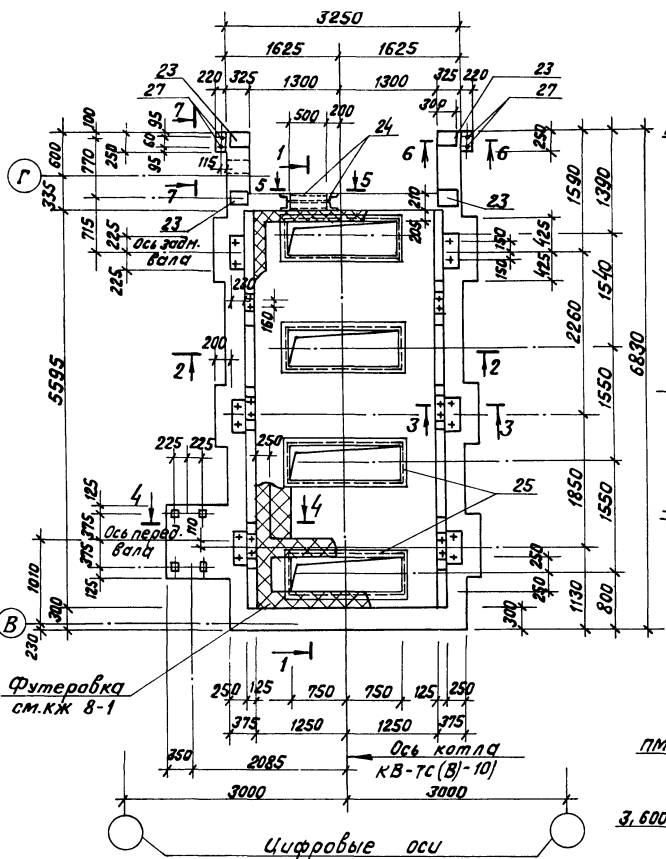 3250
1625 1625
220 325 1300 1300 325 220
23 27 7
500 200 24
300 23 27
100 95 60 95 250 115
600 770 335
Г
1 5 5 6 6
250
210 205
7
23 23
715 225 225
Ось задн.
вала
220 160
1590 1390
425 425 150 150
1540 2260
200
2 2
5595
6830
1550
3 3
225 225 250
4 4
125 375 375 125
Ось перед.
вала
110
25
1850 1550
250 250
1010 300 230
В
1130 800 300
1
Футеровка
см.КЖ 8-1
250 125 750 750 125 250
375 1250 1250 375
350 2085
Ось котла
КВ-ТС(В)-10)
3000 3000
Цифровые оси
ПМ
3,600